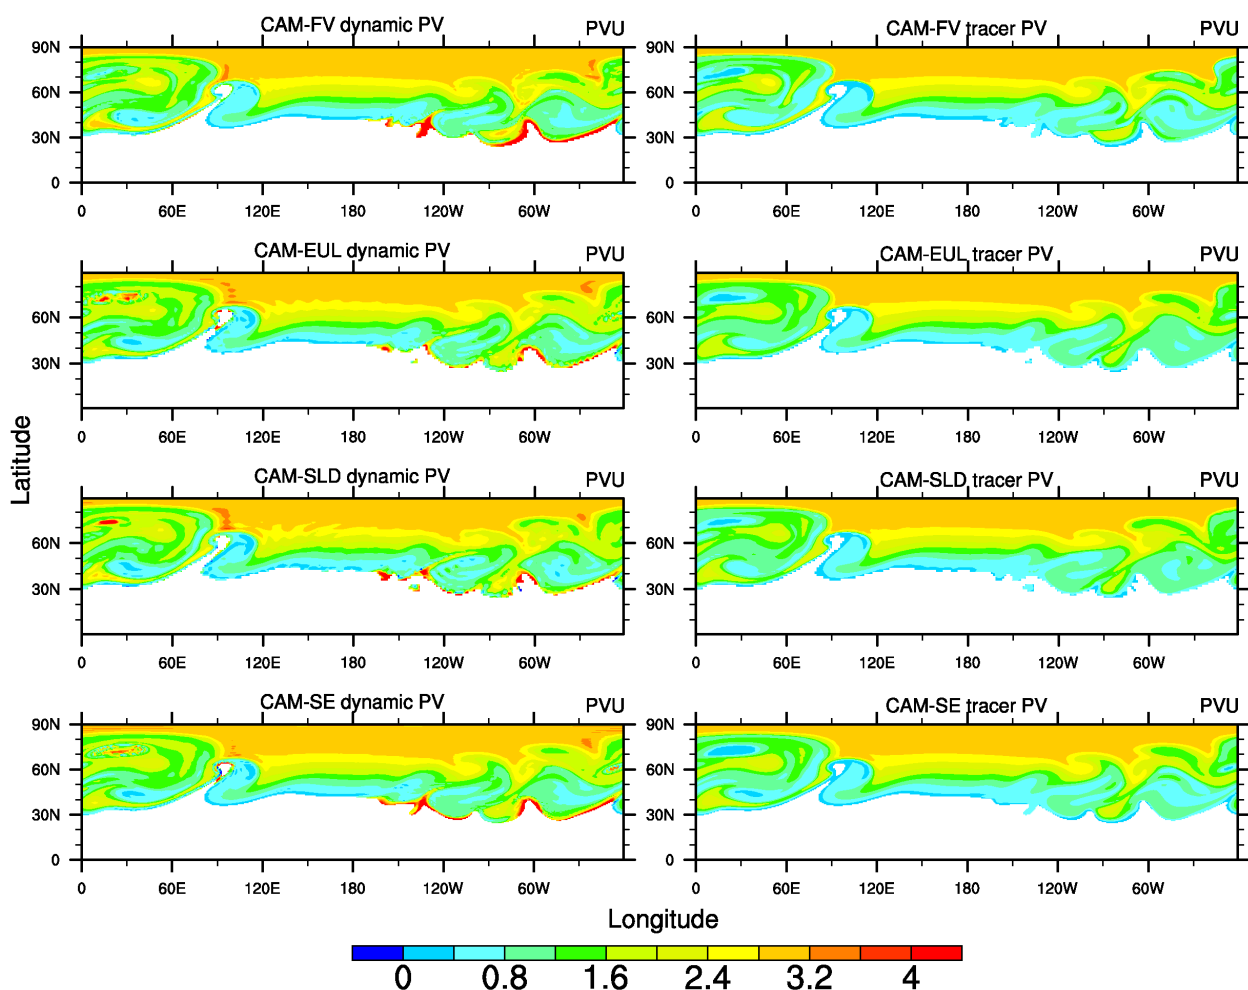 CAM-FV dynamic PV PVU CAM-FV tracer PV PVU
90N 90N
60N 60N
30N 30N
0 0
0 60E 120E 180 120W 60W 0 60E 120E 180 120W 60W
CAM-EUL dynamic PV PVU CAM-EUL tracer PV PVU
60N 60N
30N 30N
0 60E 120E 180 120W 60W 0 60E 120E 180 120W 60W
Latitude
CAM-SLD dynamic PV PVU CAM-SLD tracer PV PVU
60N 60N
30N 30N
0 60E 120E 180 120W 60W 0 60E 120E 180 120W 60W
CAM-SE dynamic PV PVU CAM-SE tracer PV PVU
90N 90N
60N 60N
30N 30N
0 0
0 60E 120E 180 120W 60W 0 60E 120E 180 120W 60W
Longitude
0 0.8 1.6 2.4 3.2 4